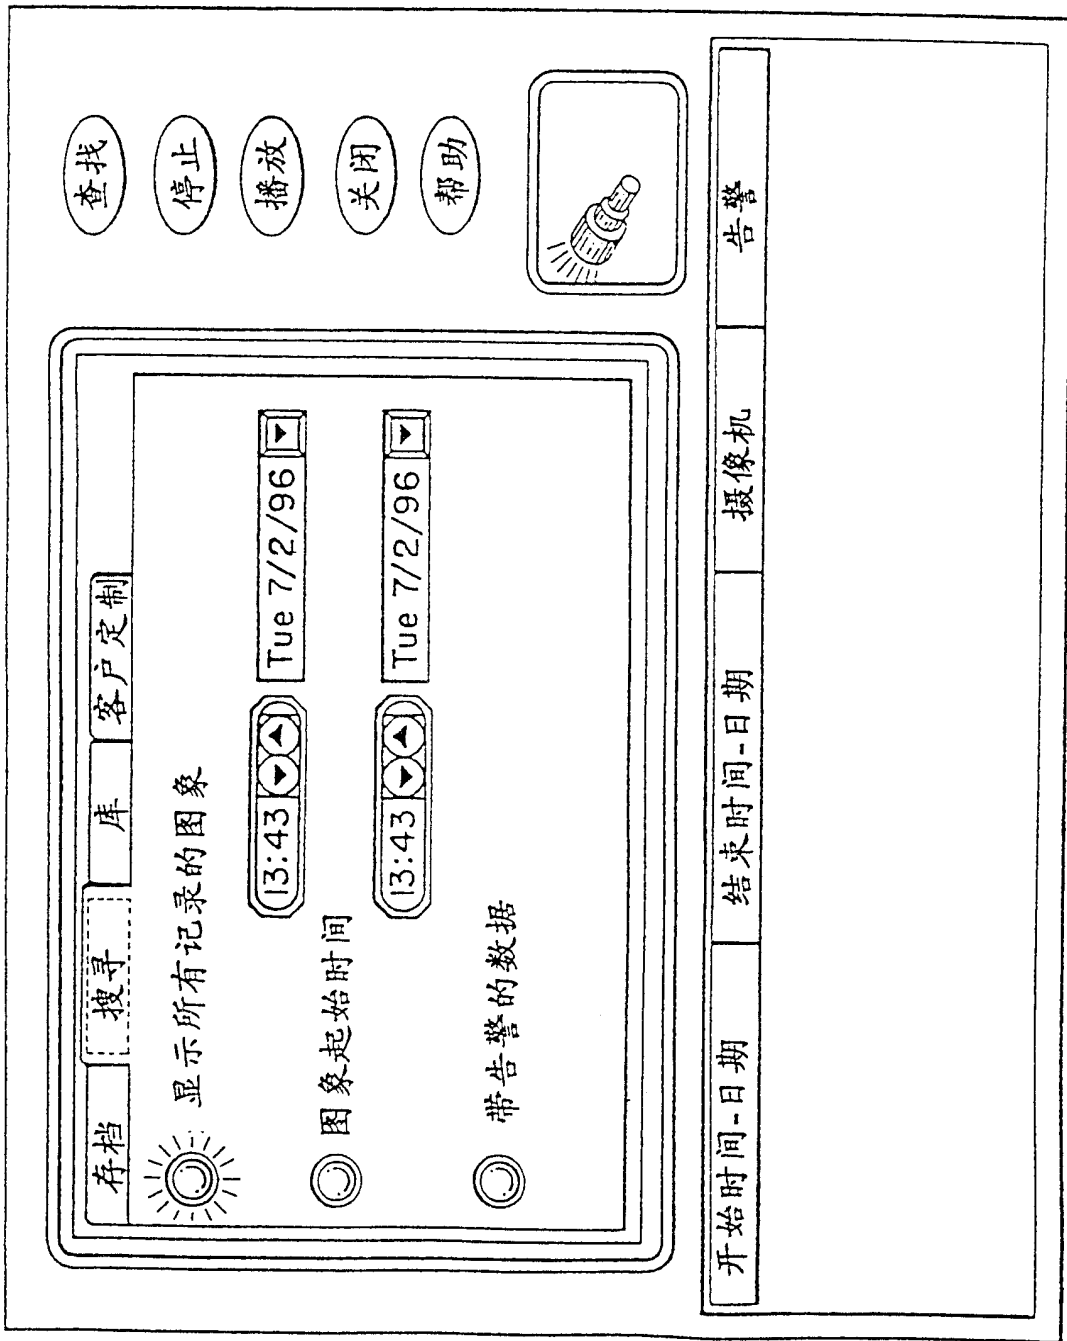 存档 搜寻 库 客户定制
显示所有记录的图象
13:43 Tue 7/2/96
图象起始时间
13:43 Tue 7/2/96
带告警的数据
查找
停止
播放
关闭
帮助
开始时间-日期 结束时间-日期 摄像机 告警